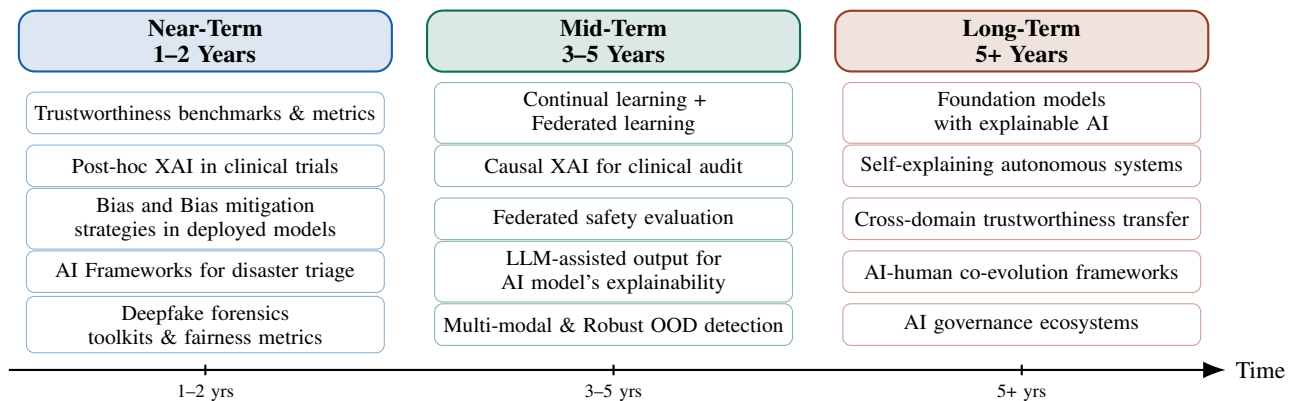 Near-Term
1–2 Years
Trustworthiness benchmarks & metrics
Post-hoc XAI in clinical trials
Bias and Bias mitigation
strategies in deployed models
AI Frameworks for disaster triage
Deepfake forensics
toolkits & fairness metrics
Mid-Term
3–5 Years
Continual learning +
Federated learning
Causal XAI for clinical audit
Federated safety evaluation
LLM-assisted output for
AI model's explainability
Multi-modal & Robust OOD detection
Long-Term
5+ Years
Foundation models
with explainable AI
Self-explaining autonomous systems
Cross-domain trustworthiness transfer
AI-human co-evolution frameworks
AI governance ecosystems
Time
1–2 yrs
3–5 yrs
5+ yrs